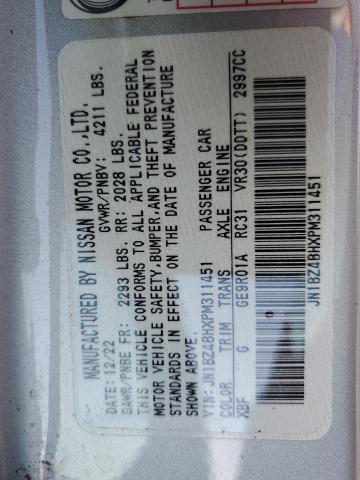 MANUFACTURED BY NISSAN MOTOR CO.,LTD.
DATE: 12/22 GVWR/PNBV: 4211 LBS.
GAWR/PNBE FR: 2293 LBS. RR: 2028 LBS.
THIS VEHICLE CONFORMS TO ALL APPLICABLE FEDERAL
MOTOR VEHICLE SAFETY,BUMPER,AND THEFT PREVENTION
STANDARDS IN EFFECT ON THE DATE OF MANUFACTURE
SHOWN ABOVE.
VIN: JN1BZ4BHXPM311451 PASSENGER CAR
COLOR TRIM TRANS AXLE ENGINE
XBF G GE9R01A RC31 VR30(DDTT) 2997CC
JN1BZ4BHXPM311451